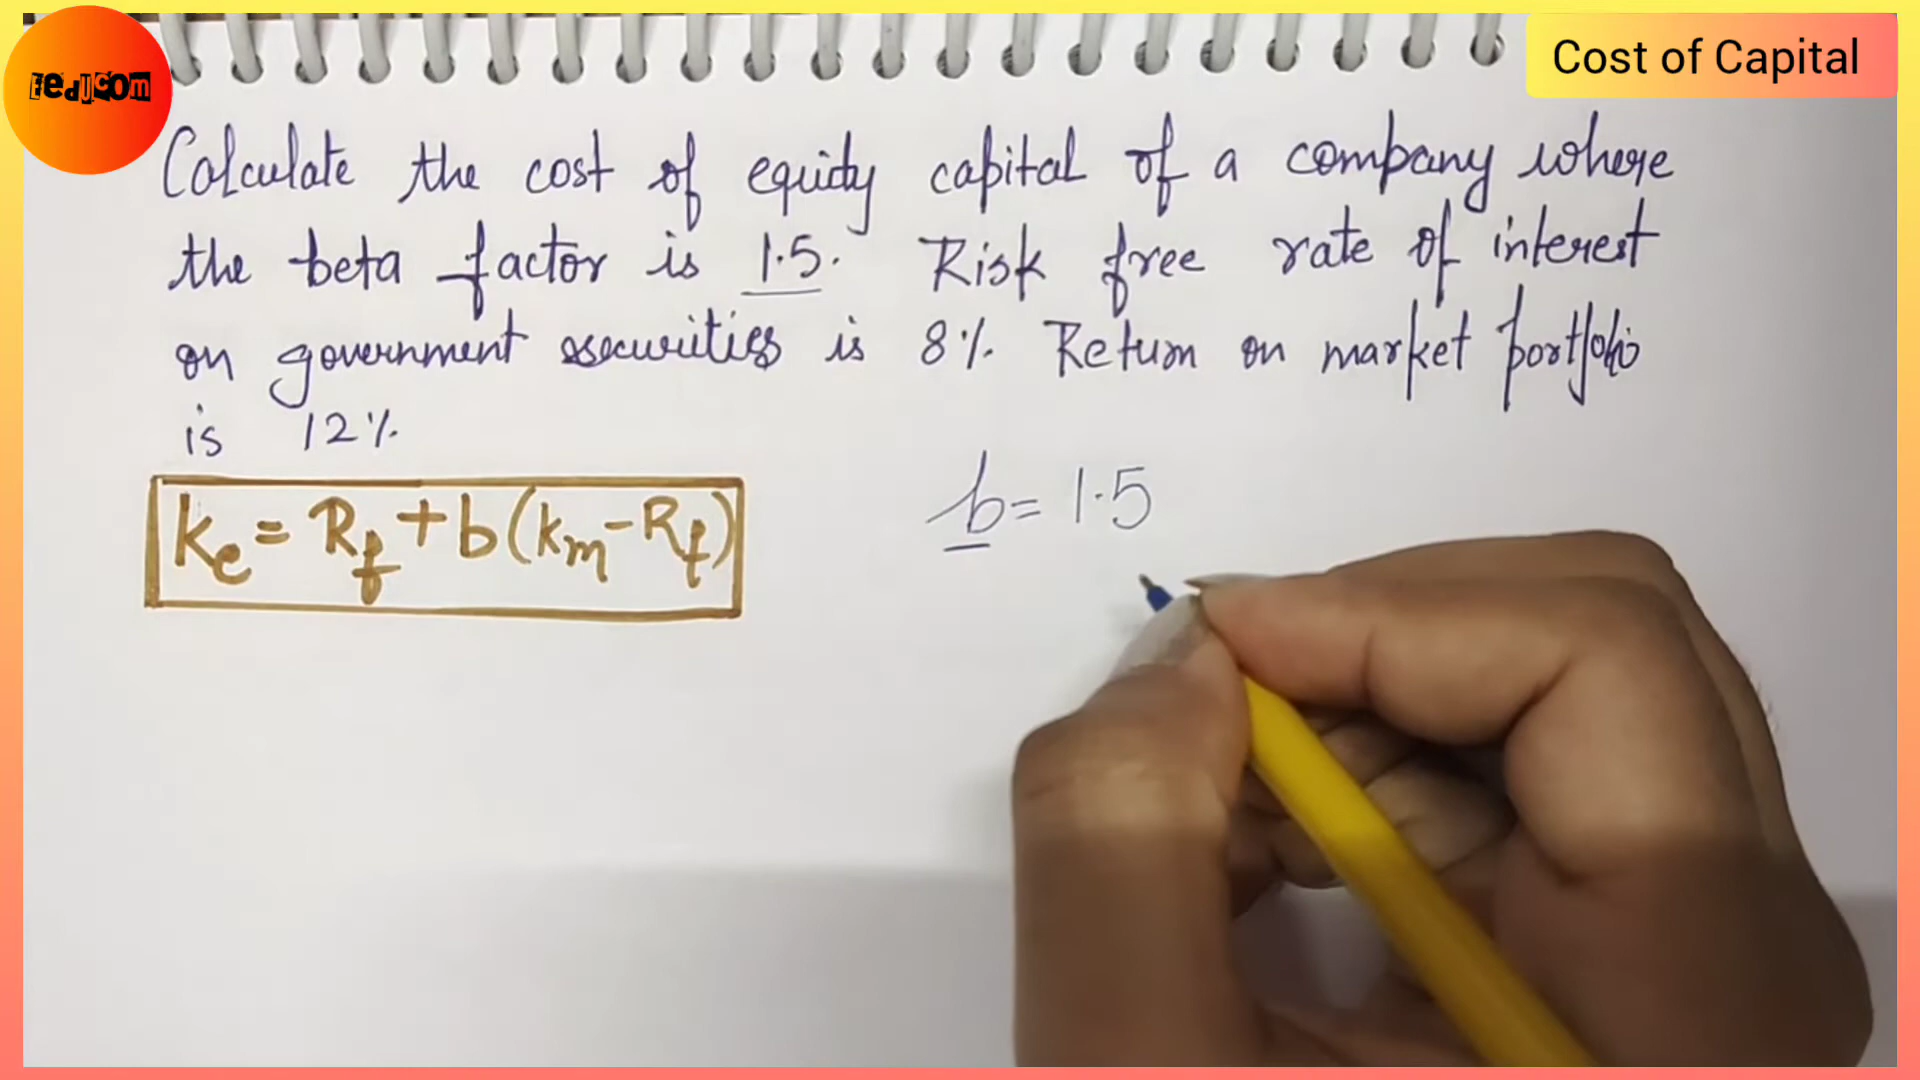 EeduCom
Cost of Capital
Calculate the cost of equity capital of a company where
the beta factor is 1.5. Risk free rate of interest
on government securities is 8% Return on market portfolio
is 12%
Ke = Rf + b(Km - Rf)
b = 1.5